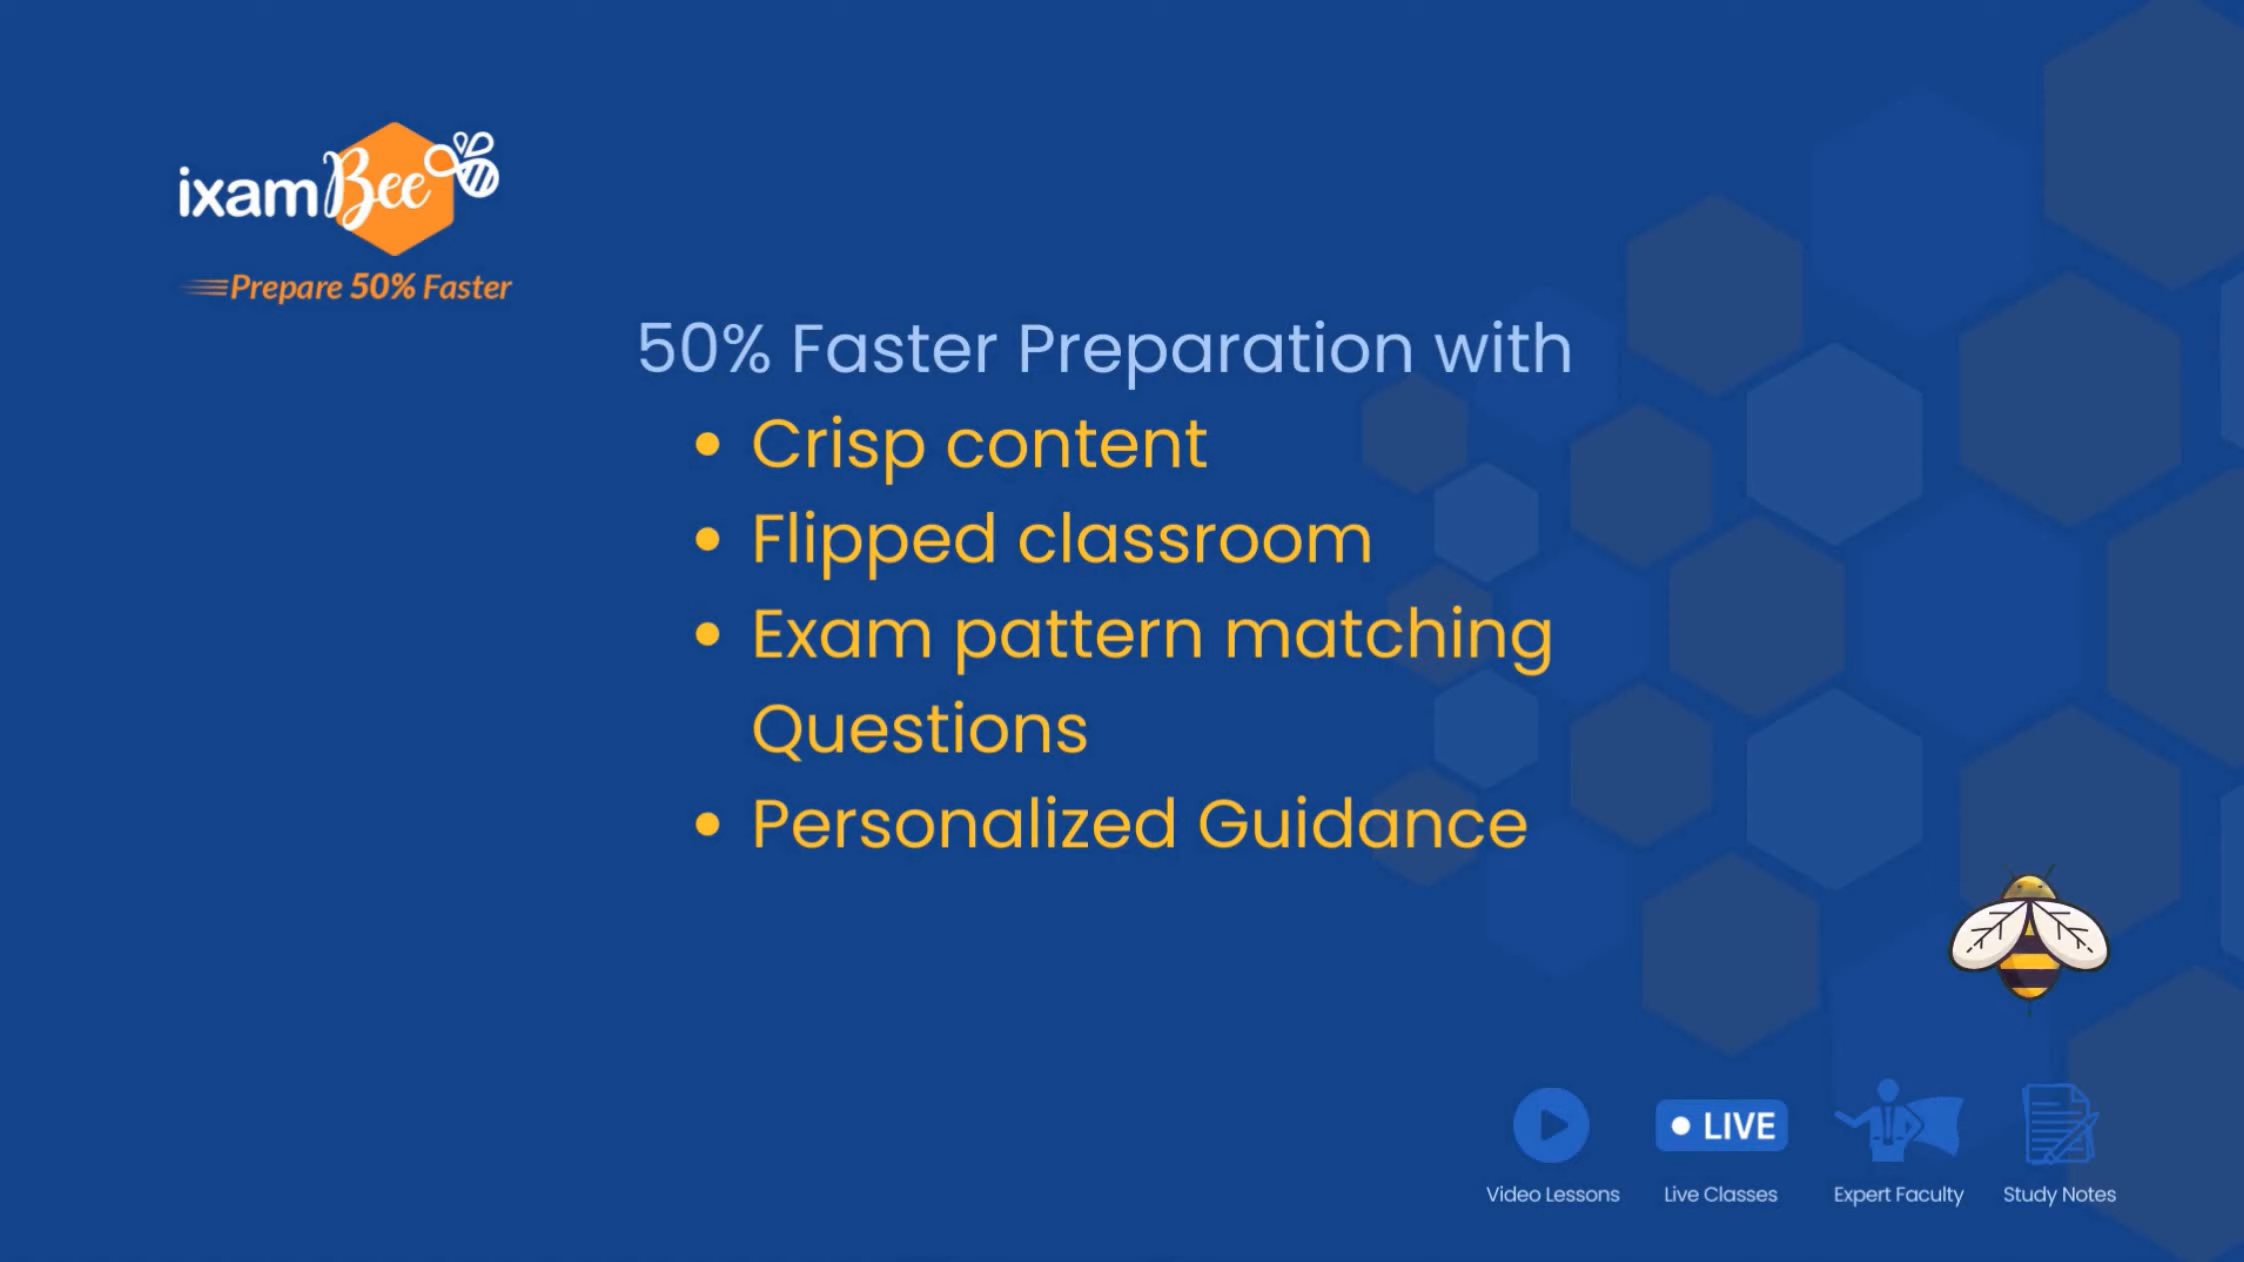 ixamBee
Prepare 50% Faster
50% Faster Preparation with
• Crisp content
• Flipped classroom
• Exam pattern matching
Questions
• Personalized Guidance
LIVE
Video Lessons
Live Classes
Expert Faculty
Study Notes